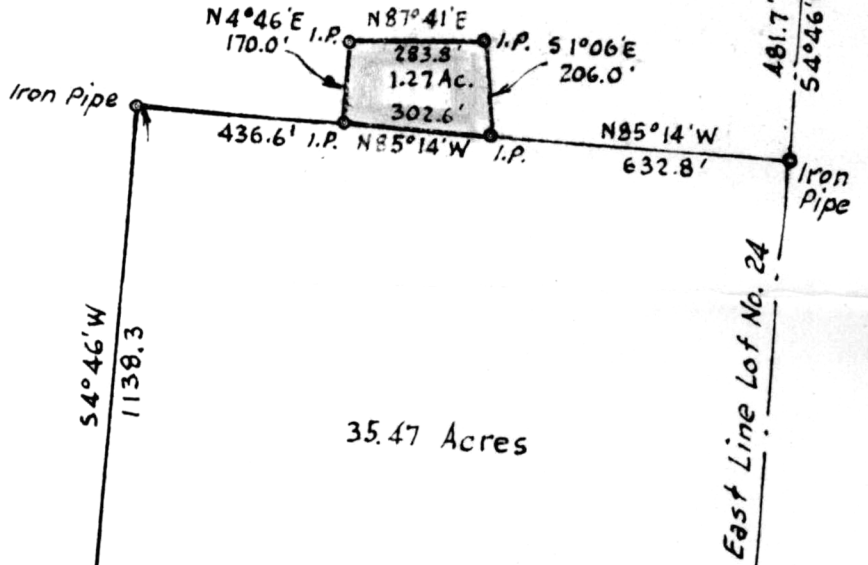 N4°46'E
170.0'
I.P.
N87°41'E
283.8'
I.P.
S1°06'E
206.0'
1.27 Ac.
302.6'
481.7'
S4°46'
Iron Pipe
436.6'
I.P.
N85°14'W
I.P.
N85°14'W
632.8'
Iron
Pipe
S4°46'W
1138.3
35.47 Acres
East Line Lot No. 24